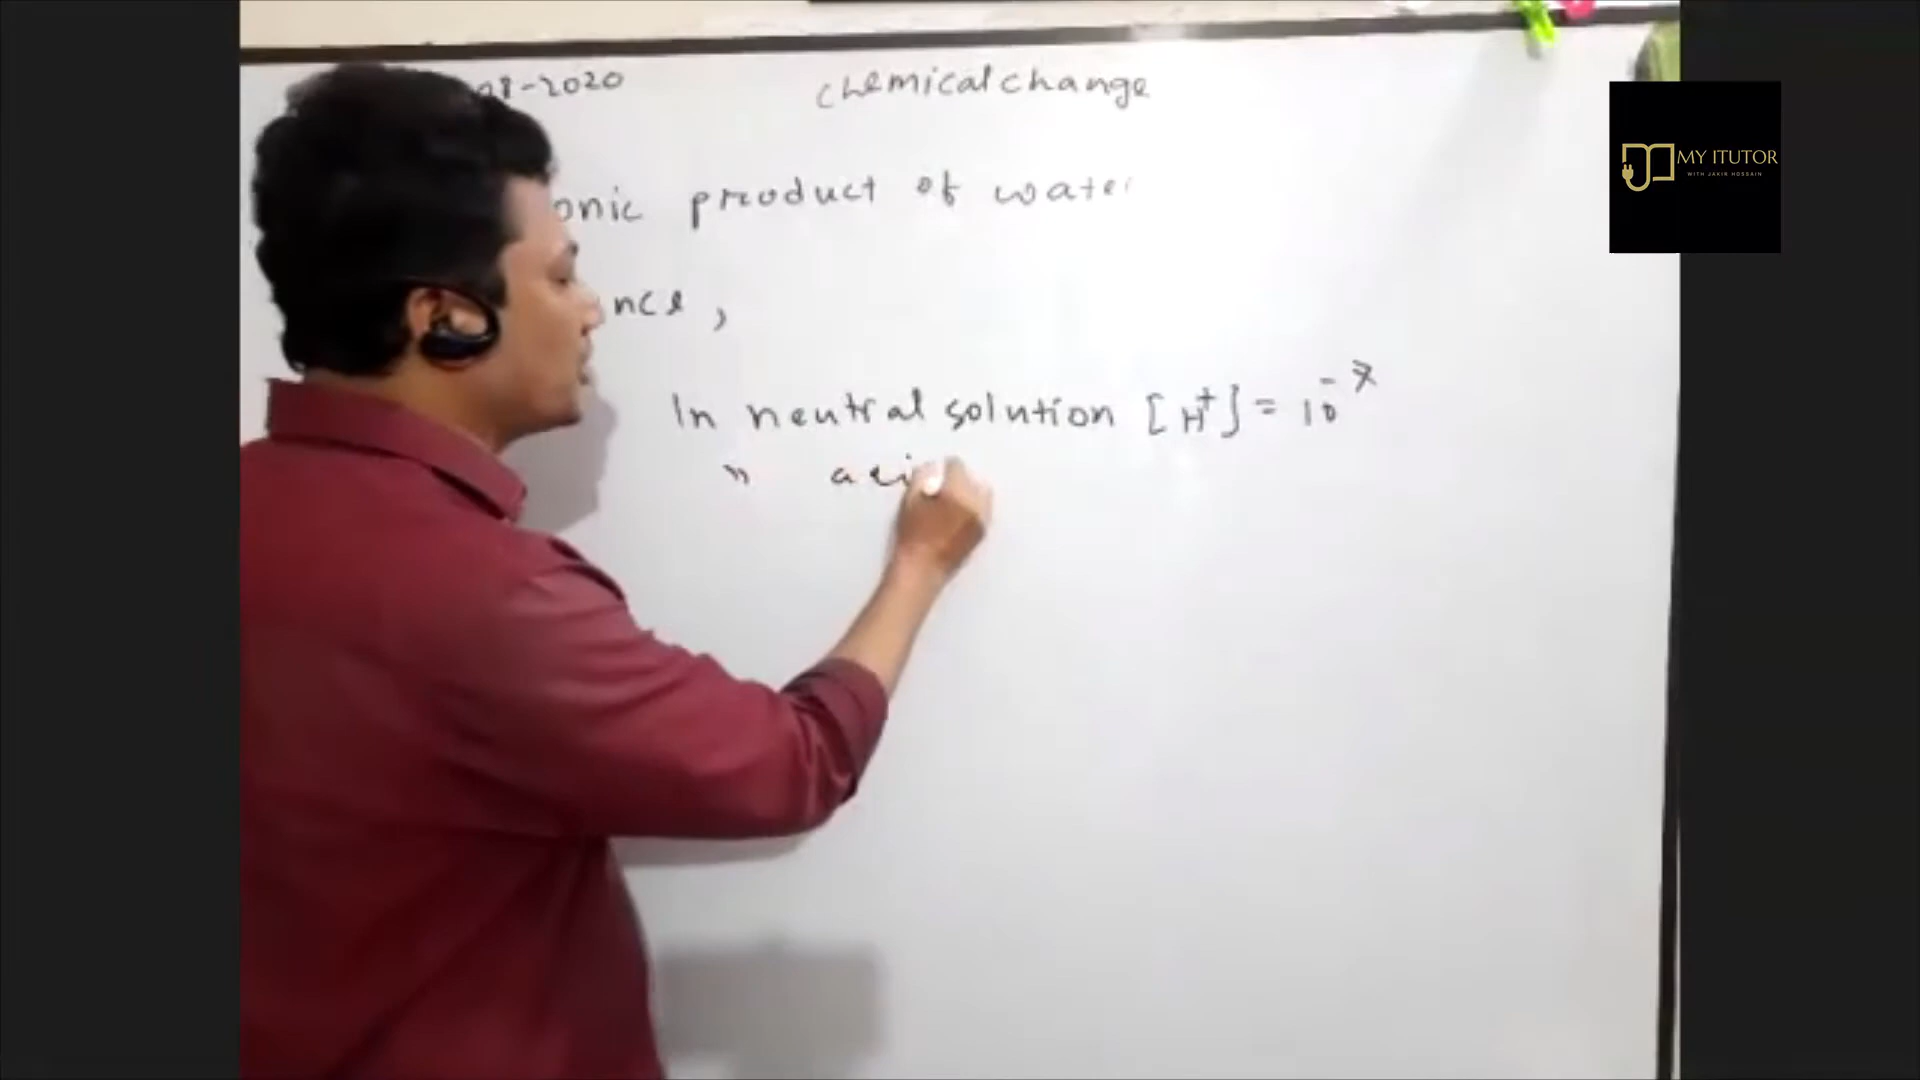 08-2020 chemical change
onic product of water
nce,
In neutral solution [H⁺] = 10⁻⁷
" aci
MY ITUTOR
WITH JAKIR HOSSAIN